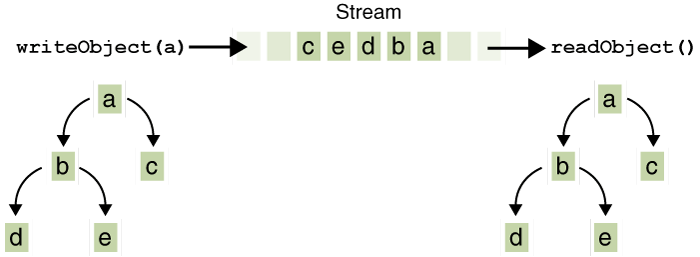 Stream
writeObject(a) c e d b a readObject()
a a
b c b c
d e d e